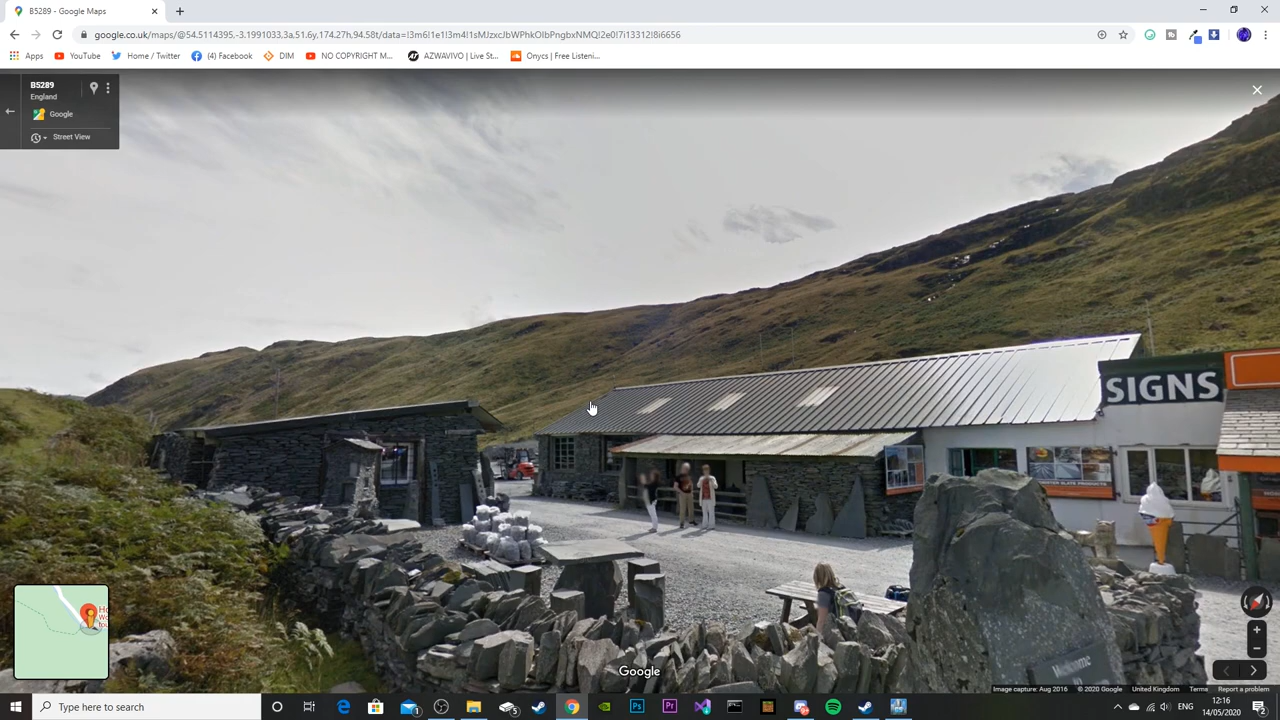 B5289 - Google Maps
google.co.uk/maps/@54.5114395,-3.1991033,3a,51.6y,174.27h,94.58t/data=!3m6!1e1!3m4!1sMJzxcJbWPhkOIbPngbxNMQ!2e0!7i13312!8i6656
Apps YouTube Home / Twitter (4) Facebook DIM NO COPYRIGHT M... AZWAVIVO | Live St... Onycs | Free Listeni...
B5289
England
Google
Street View
SIGNS
Welcome
Google
Image capture: Aug 2016 © 2020 Google United Kingdom Terms Report a problem
Type here to search
ENG
12:16
14/05/2020